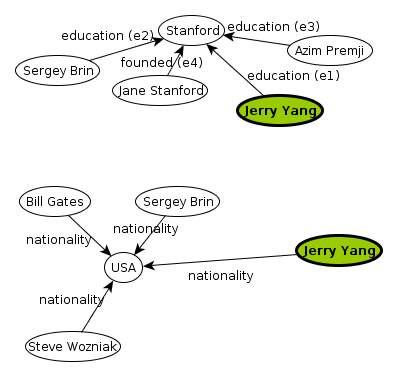 Stanford
education (e2)
education (e3)
Azim Premji
Sergey Brin
founded (e4)
education (e1)
Jane Stanford
Jerry Yang
Bill Gates
Sergey Brin
nationality
nationality
Jerry Yang
USA
nationality
nationality
Steve Wozniak